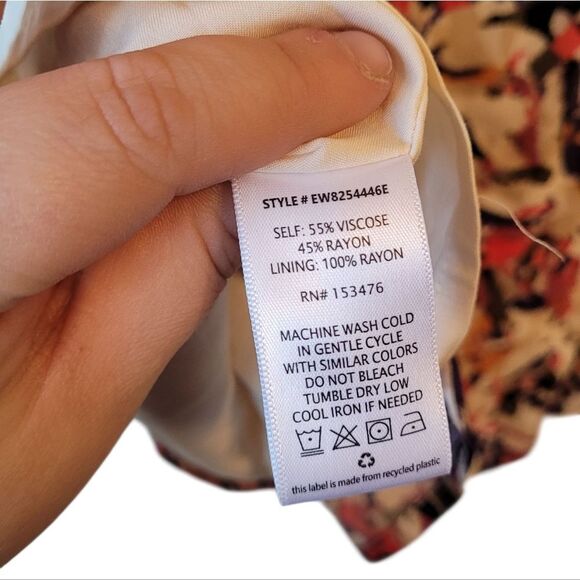 STYLE # EW8254446E
SELF: 55% VISCOSE
45% RAYON
LINING: 100% RAYON
RN# 153476
MACHINE WASH COLD
IN GENTLE CYCLE
WITH SIMILAR COLORS
DO NOT BLEACH
TUMBLE DRY LOW
COOL IRON IF NEEDED
this label is made from recycled plastic